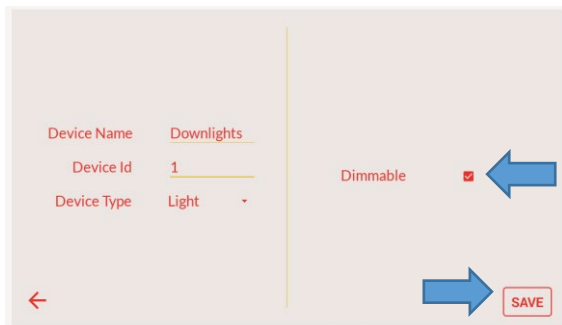 Device Name Downlights
Device Id 1
Device Type Light
Dimmable
SAVE